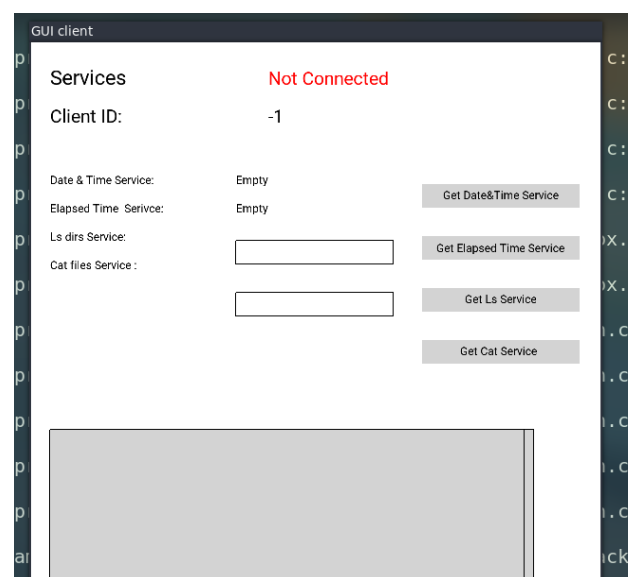 GUI client
Services Not Connected
Client ID: -1
Date & Time Service: Empty
Get Date&Time Service
Elapsed Time Serivce: Empty
Ls dirs Service:
Get Elapsed Time Service
Cat files Service :
Get Ls Service
Get Cat Service